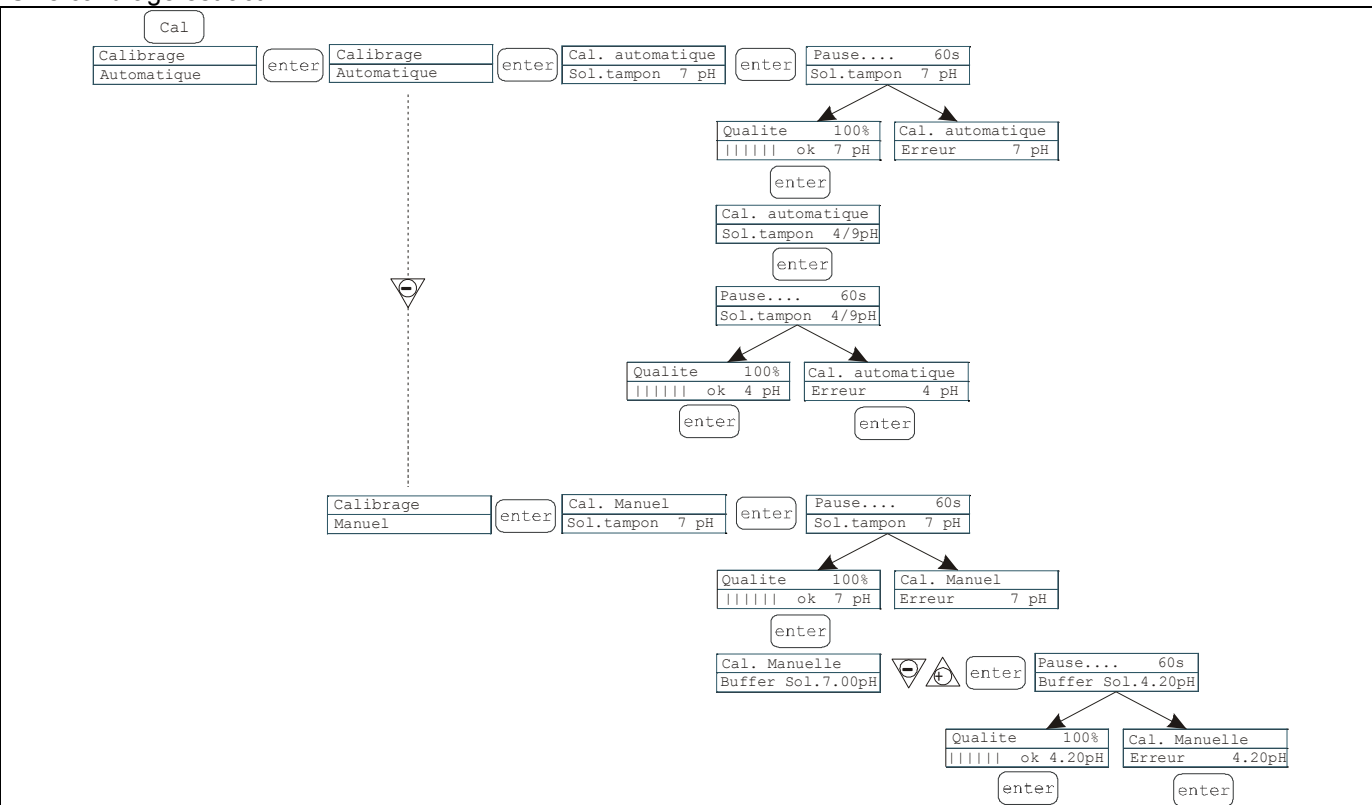 Cal
Calibrage
Automatique
enter
Calibrage
Automatique
enter
Cal. automatique
Sol.tampon 7 pH
enter
Pause.... 60s
Sol.tampon 7 pH
Qualite 100%
|||||| ok 7 pH
Cal. automatique
Erreur 7 pH
enter
Cal. automatique
Sol.tampon 4/9pH
enter
Pause.... 60s
Sol.tampon 4/9pH
Qualite 100%
|||||| ok 4 pH
Cal. automatique
Erreur 4 pH
enter
enter
-
Calibrage
Manuel
enter
Cal. Manuel
Sol.tampon 7 pH
enter
Pause.... 60s
Sol.tampon 7 pH
Qualite 100%
|||||| ok 7 pH
Cal. Manuel
Erreur 7 pH
enter
Cal. Manuelle
Buffer Sol.7.00pH
-
+
enter
Pause.... 60s
Buffer Sol.4.20pH
Qualite 100%
|||||| ok 4.20pH
Cal. Manuelle
Erreur 4.20pH
enter
enter